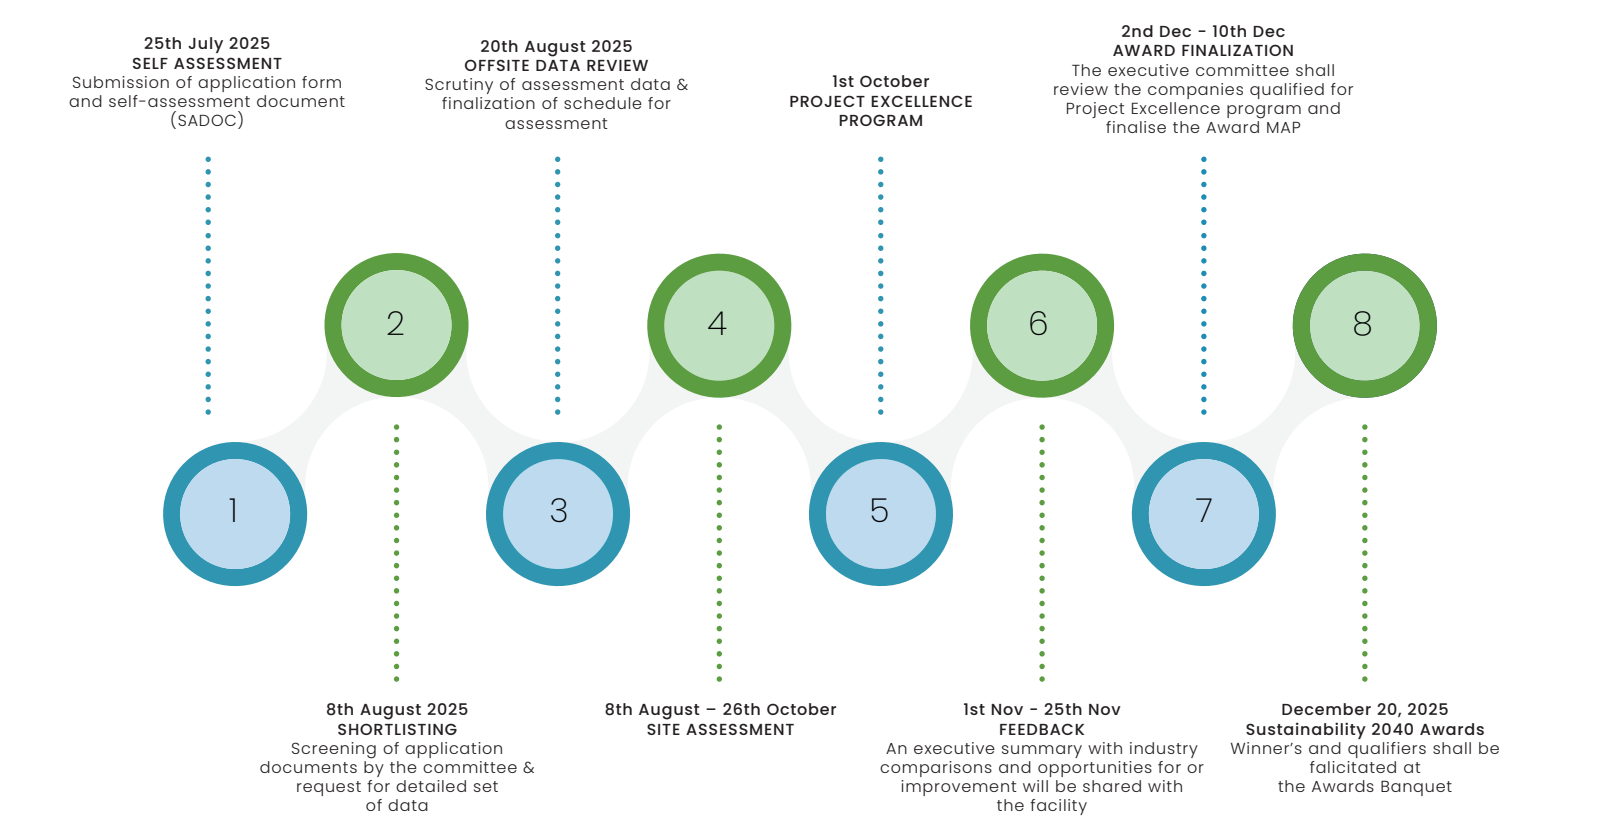 25th July 2025
SELF ASSESSMENT
Submission of application form
and self-assessment document
(SADOC)
20th August 2025
OFFSITE DATA REVIEW
Scrutiny of assessment data &
finalization of schedule for
assessment
1st October
PROJECT EXCELLENCE
PROGRAM
2nd Dec - 10th Dec
AWARD FINALIZATION
The executive committee shall
review the companies qualified for
Project Excellence program and
finalise the Award MAP
2
4
6
8
1
3
5
7
8th August 2025
SHORTLISTING
Screening of application
documents by the committee &
request for detailed set
of data
8th August – 26th October
SITE ASSESSMENT
1st Nov - 25th Nov
FEEDBACK
An executive summary with industry
comparisons and opportunities for or
improvement will be shared with
the facility
December 20, 2025
Sustainability 2040 Awards
Winner’s and qualifiers shall be
falicitated at
the Awards Banquet